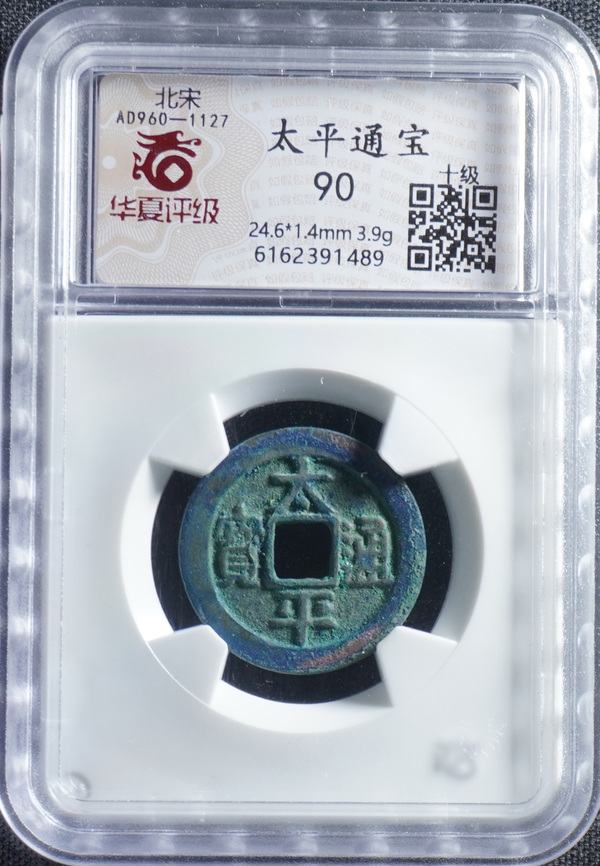 北宋
AD960—1127
华夏评级
太平通宝
90
十级
24.6*1.4mm 3.9g
6162391489
太
平
通
寳